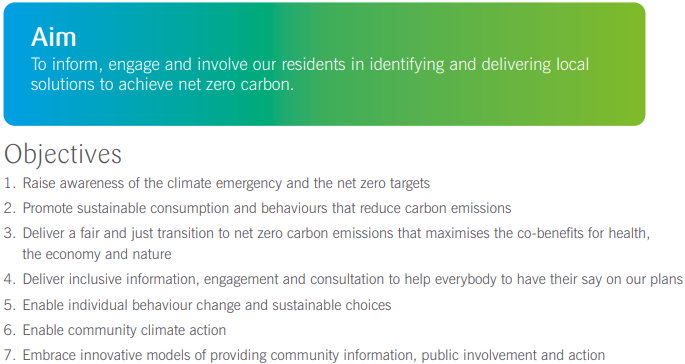 Aim
To inform, engage and involve our residents in identifying and delivering local
solutions to achieve net zero carbon.
Objectives
1. Raise awareness of the climate emergency and the net zero targets
2. Promote sustainable consumption and behaviours that reduce carbon emissions
3. Deliver a fair and just transition to net zero carbon emissions that maximises the co-benefits for health,
the economy and nature
4. Deliver inclusive information, engagement and consultation to help everybody to have their say on our plans
5. Enable individual behaviour change and sustainable choices
6. Enable community climate action
7. Embrace innovative models of providing community information, public involvement and action